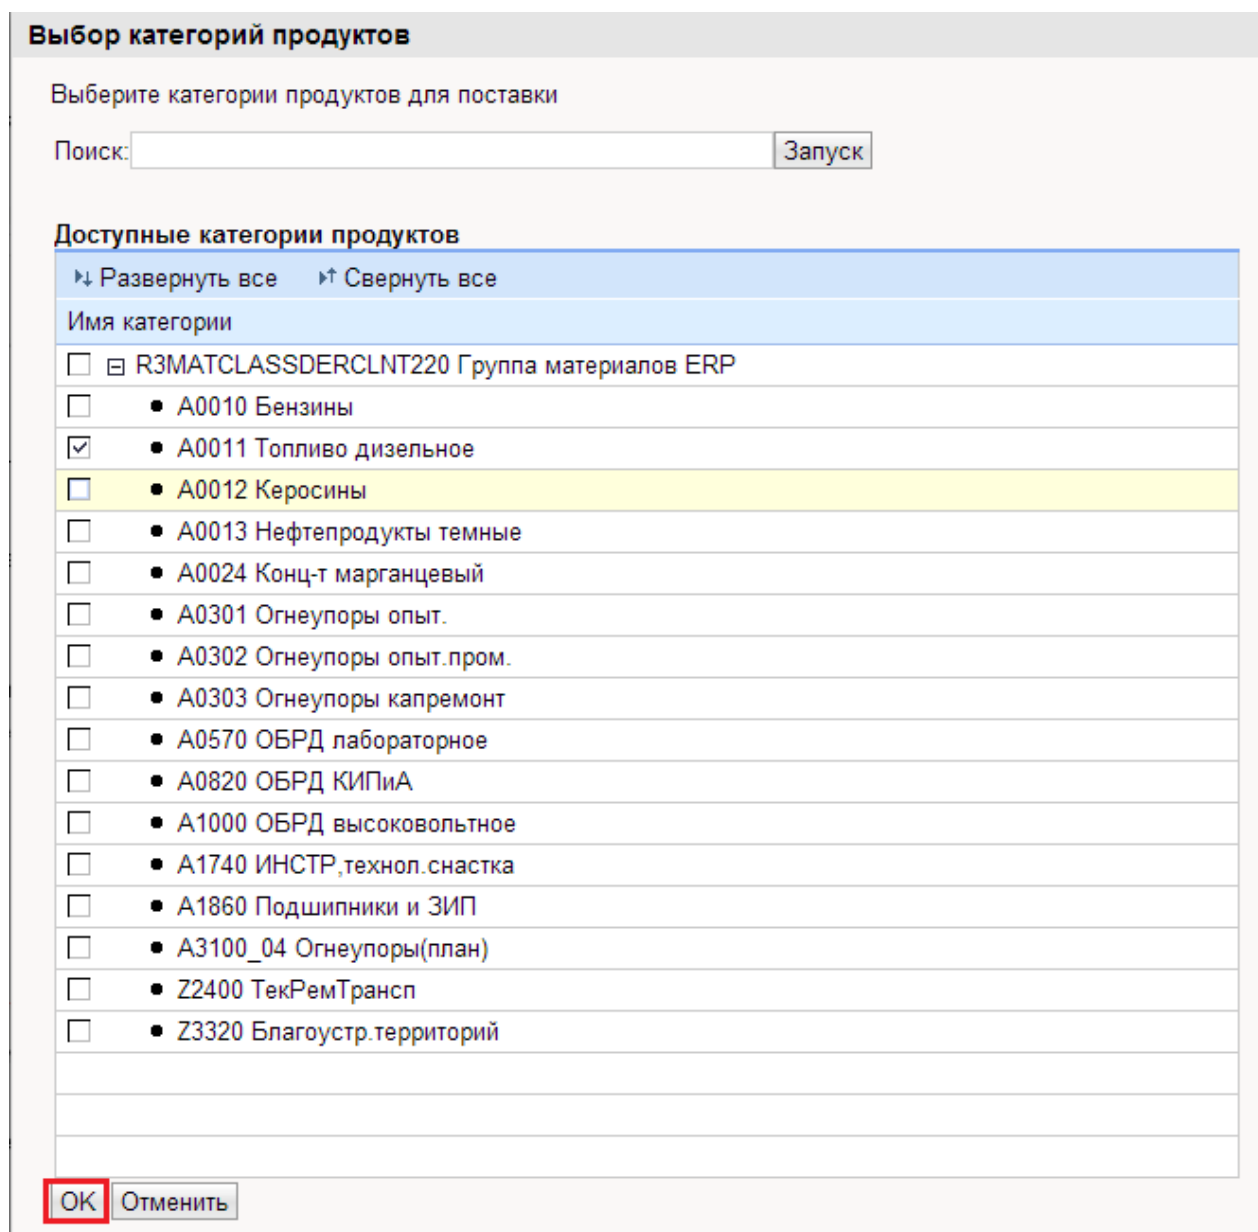 Выбор категорий продуктов
Выберите категории продуктов для поставки
Поиск: Запуск
Доступные категории продуктов
Развернуть все Свернуть все
Имя категории
R3MATCLASSDERCLNT220 Группа материалов ERP
A0010 Бензины
A0011 Топливо дизельное
A0012 Керосины
A0013 Нефтепродукты темные
A0024 Конц-т марганцевый
A0301 Огнеупоры опыт.
A0302 Огнеупоры опыт.пром.
A0303 Огнеупоры капремонт
A0570 ОБРД лабораторное
A0820 ОБРД КИПиА
A1000 ОБРД высоковольтное
A1740 ИНСТР,технол.снастка
A1860 Подшипники и ЗИП
A3100_04 Огнеупоры(план)
Z2400 ТекРемТрансп
Z3320 Благоустр.территорий
OK Отменить